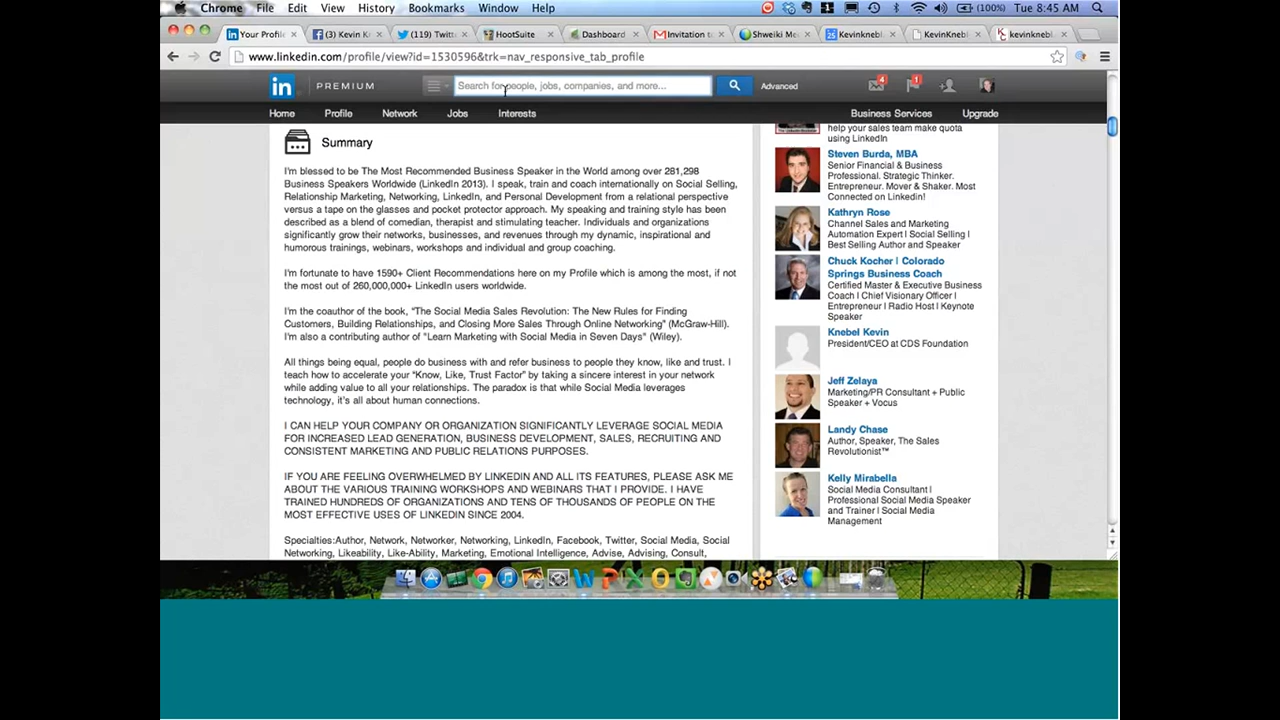 Chrome File Edit View History Bookmarks Window Help
(100%) Tue 8:45 AM
Your Profil
(3) Kevin K
(119) Twitt
HootSuite
Dashboard
Invitation to
Shweiki Me
Kevinkneb
KevinKneb
kevinknebl
www.linkedin.com/profile/view?id=1530596&trk=nav_responsive_tab_profile
in PREMIUM Search for people, jobs, companies, and more... Advanced 4 1
Home Profile Network Jobs Interests Business Services Upgrade
Summary
I'm blessed to be The Most Recommended Business Speaker in the World among over 281,298
Business Speakers Worldwide (LinkedIn 2013). I speak, train and coach internationally on Social Selling,
Relationship Marketing, Networking, LinkedIn, and Personal Development from a relational perspective
versus a tape on the glasses and pocket protector approach. My speaking and training style has been
described as a blend of comedian, therapist and stimulating teacher. Individuals and organizations
significantly grow their networks, businesses, and revenues through my dynamic, inspirational and
humorous trainings, webinars, workshops and individual and group coaching.
I'm fortunate to have 1590+ Client Recommendations here on my Profile which is among the most, if not
the most out of 260,000,000+ LinkedIn users worldwide.
I'm the coauthor of the book, "The Social Media Sales Revolution: The New Rules for Finding
Customers, Building Relationships, and Closing More Sales Through Online Networking" (McGraw-Hill).
I'm also a contributing author of "Learn Marketing with Social Media in Seven Days" (Wiley).
All things being equal, people do business with and refer business to people they know, like and trust. I
teach how to accelerate your "Know, Like, Trust Factor" by taking a sincere interest in your network
while adding value to all your relationships. The paradox is that while Social Media leverages
technology, it's all about human connections.
I CAN HELP YOUR COMPANY OR ORGANIZATION SIGNIFICANTLY LEVERAGE SOCIAL MEDIA
FOR INCREASED LEAD GENERATION, BUSINESS DEVELOPMENT, SALES, RECRUITING AND
CONSISTENT MARKETING AND PUBLIC RELATIONS PURPOSES.
IF YOU ARE FEELING OVERWHELMED BY LINKEDIN AND ALL ITS FEATURES, PLEASE ASK ME
ABOUT THE VARIOUS TRAINING WORKSHOPS AND WEBINARS THAT I PROVIDE. I HAVE
TRAINED HUNDREDS OF ORGANIZATIONS AND TENS OF THOUSANDS OF PEOPLE ON THE
MOST EFFECTIVE USES OF LINKEDIN SINCE 2004.
Specialties:Author, Network, Networker, Networking, LinkedIn, Facebook, Twitter, Social Media, Social
Networking, Likeability, Like-Ability, Marketing, Emotional Intelligence, Advise, Advising, Consult,
help your sales team make quota
using LinkedIn
Steven Burda, MBA
Senior Financial & Business
Professional. Strategic Thinker.
Entrepreneur. Mover & Shaker. Most
Connected on Linkedin!
Kathryn Rose
Channel Sales and Marketing
Automation Expert | Social Selling |
Best Selling Author and Speaker
Chuck Kocher | Colorado
Springs Business Coach
Certified Master & Executive Business
Coach | Chief Visionary Officer |
Entrepreneur | Radio Host | Keynote
Speaker
Knebel Kevin
President/CEO at CDS Foundation
Jeff Zelaya
Marketing/PR Consultant + Public
Speaker + Vocus
Landy Chase
Author, Speaker, The Sales
Revolutionist™
Kelly Mirabella
Social Media Consultant |
Professional Social Media Speaker
and Trainer | Social Media
Management